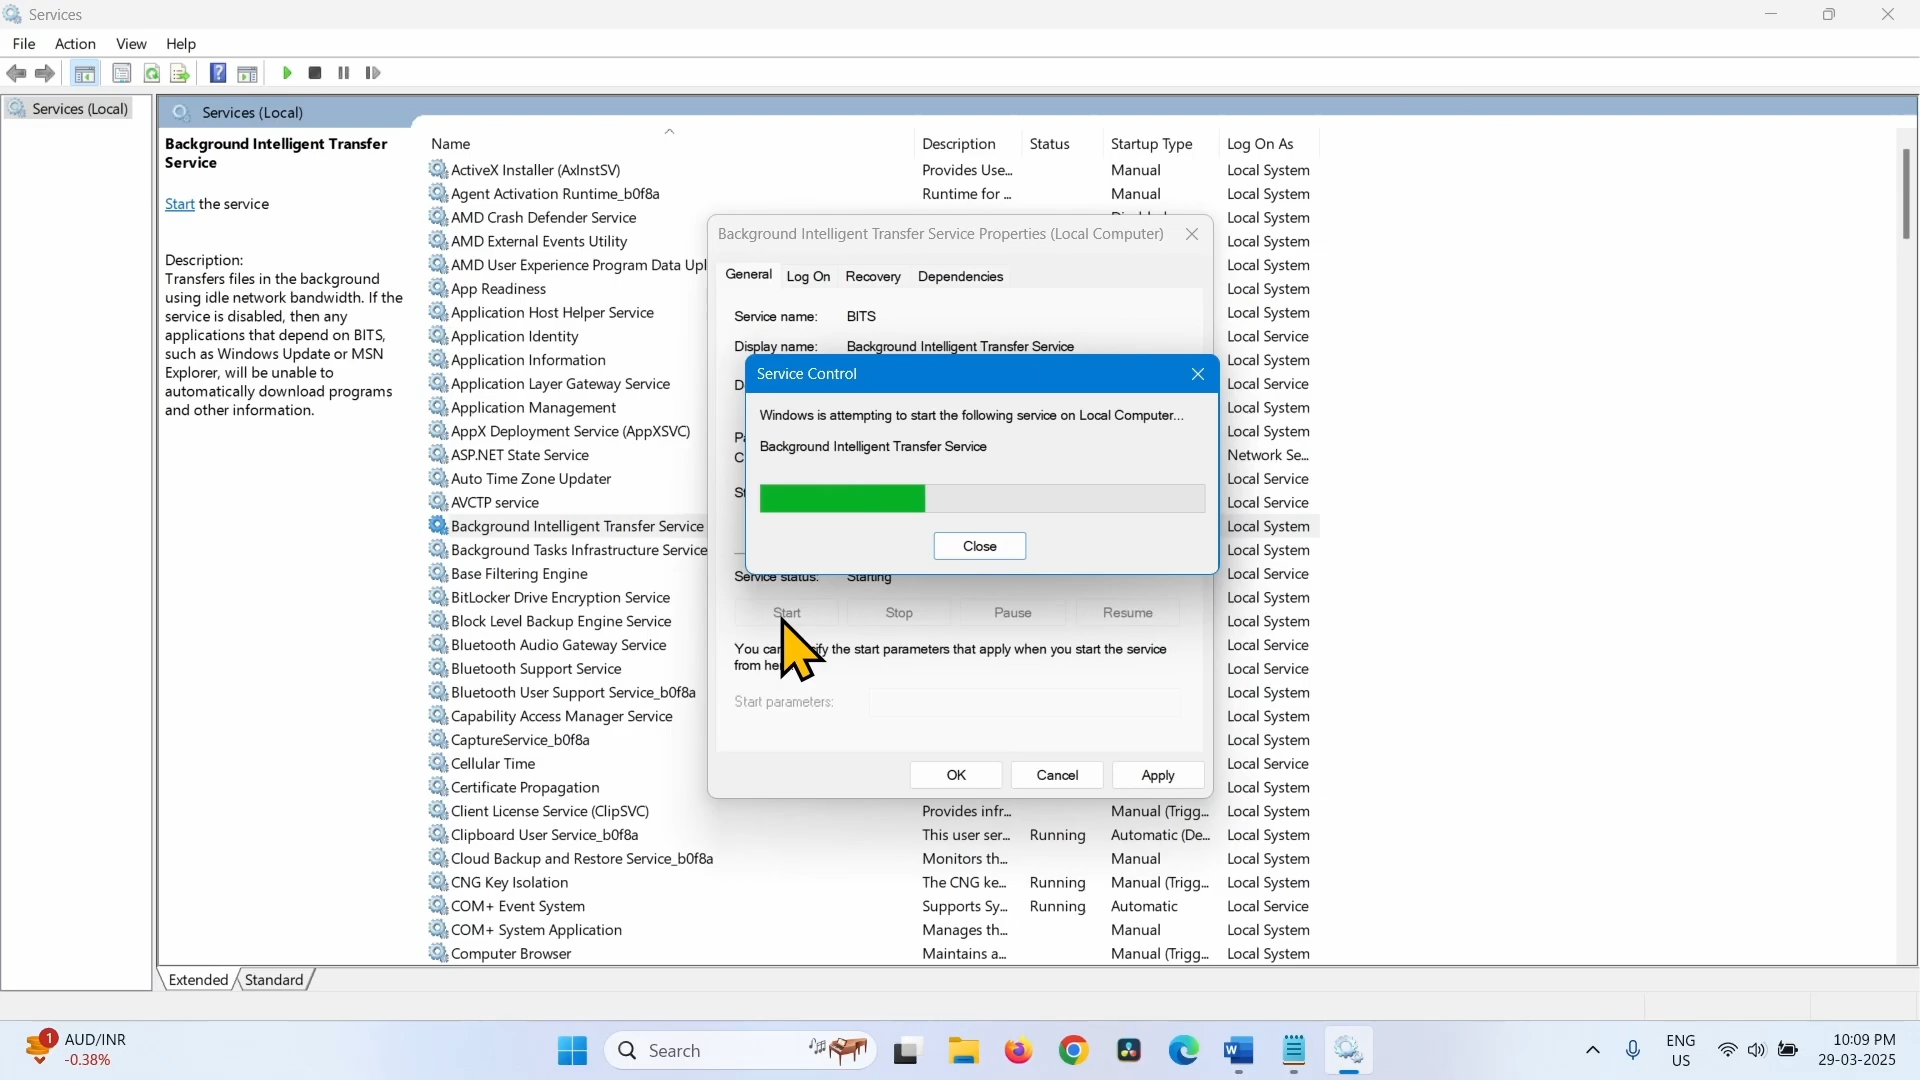 Services
File Action View Help
Services (Local)
Services (Local)
Background Intelligent Transfer
Service
Start the service
Description:
Transfers files in the background
using idle network bandwidth. If the
service is disabled, then any
applications that depend on BITS,
such as Windows Update or MSN
Explorer, will be unable to
automatically download programs
and other information.
Name Description Status Startup Type Log On As
ActiveX Installer (AxInstSV) Provides Use... Manual Local System
Agent Activation Runtime_b0f8a Runtime for ... Manual Local System
AMD Crash Defender Service Local System
AMD External Events Utility Local System
AMD User Experience Program Data Upl Local System
App Readiness Local System
Application Host Helper Service Local System
Application Identity Local Service
Application Information Local System
Application Layer Gateway Service Local Service
Application Management Local System
AppX Deployment Service (AppXSVC) Local System
ASP.NET State Service Network Se...
Auto Time Zone Updater Local Service
AVCTP service Local Service
Background Intelligent Transfer Service Local System
Background Tasks Infrastructure Service Local System
Base Filtering Engine Local Service
BitLocker Drive Encryption Service Local System
Block Level Backup Engine Service Local System
Bluetooth Audio Gateway Service Local Service
Bluetooth Support Service Local Service
Bluetooth User Support Service_b0f8a Local System
Capability Access Manager Service Local System
CaptureService_b0f8a Local System
Cellular Time Local Service
Certificate Propagation Local System
Client License Service (ClipSVC) Provides infr... Manual (Trigg... Local System
Clipboard User Service_b0f8a This user ser... Running Automatic (De... Local System
Cloud Backup and Restore Service_b0f8a Monitors th... Manual Local System
CNG Key Isolation The CNG ke... Running Manual (Trigg... Local System
COM+ Event System Supports Sy... Running Automatic Local Service
COM+ System Application Manages th... Manual Local System
Computer Browser Maintains a... Manual (Trigg... Local System
Extended Standard
Background Intelligent Transfer Service Properties (Local Computer)
General Log On Recovery Dependencies
Service name: BITS
Display name: Background Intelligent Transfer Service
Service Control
Windows is attempting to start the following service on Local Computer...
Background Intelligent Transfer Service
Close
Service status: Starting
Start Stop Pause Resume
You can the start parameters that apply when you start the service
from
Start parameters:
OK Cancel Apply
1 AUD/INR
-0.38%
Search
ENG
US
10:09 PM
29-03-2025